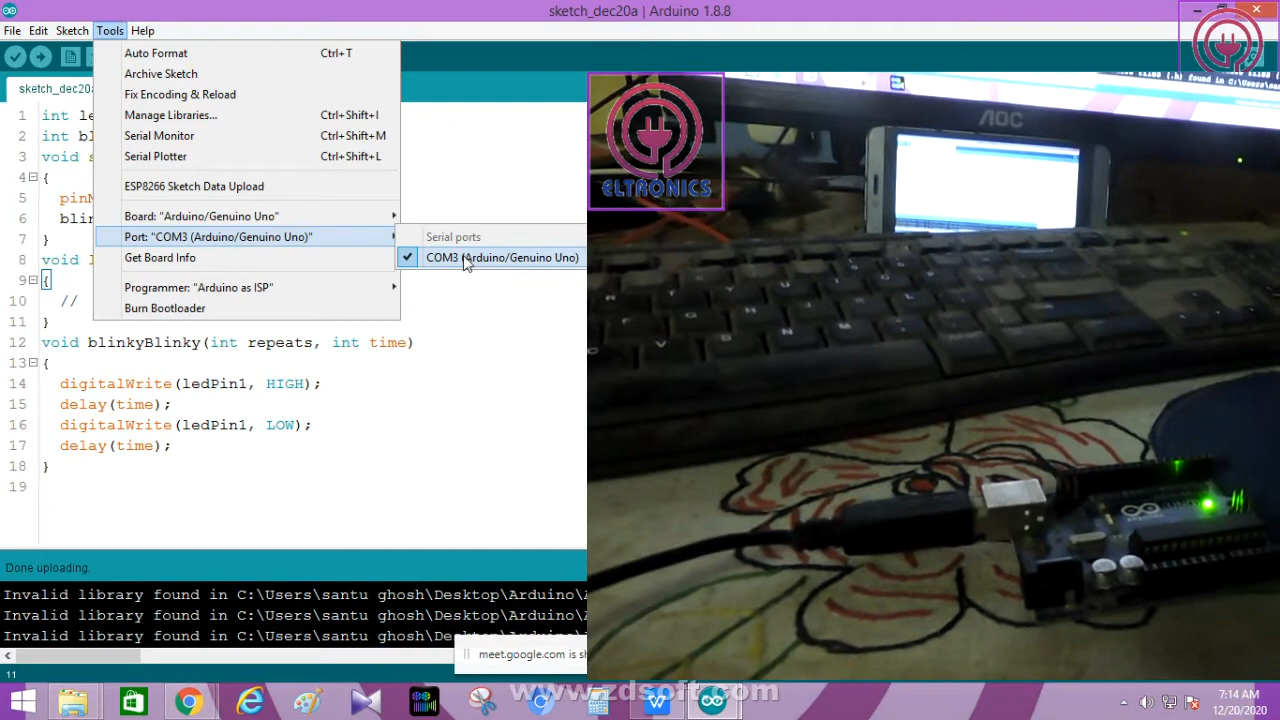 sketch_dec20a | Arduino 1.8.8
File Edit Sketch Tools Help
sketch_dec20a
Auto Format Ctrl+T
Archive Sketch
Fix Encoding & Reload
Manage Libraries... Ctrl+Shift+I
Serial Monitor Ctrl+Shift+M
Serial Plotter Ctrl+Shift+L
ESP8266 Sketch Data Upload
Board: "Arduino/Genuino Uno"
Port: "COM3 (Arduino/Genuino Uno)"
Serial ports
COM3 (Arduino/Genuino Uno)
Get Board Info
Programmer: "Arduino as ISP"
Burn Bootloader
1 int le
2 int bl
3 void s
4 {
5 pinM
6 blin
7 }
8 void l
9 {
10 //
11 }
12 void blinkyBlinky(int repeats, int time)
13 {
14 digitalWrite(ledPin1, HIGH);
15 delay(time);
16 digitalWrite(ledPin1, LOW);
17 delay(time);
18 }
19
ELTRONICS
AOC
Done uploading.
Invalid library found in C:\Users\santu ghosh\Desktop\Arduino\
Invalid library found in C:\Users\santu ghosh\Desktop\Arduino\
Invalid library found in C:\Users\santu ghosh\Desktop\Arduino\
meet.google.com is sh
11
www.zdsoft.com
7:14 AM
12/20/2020